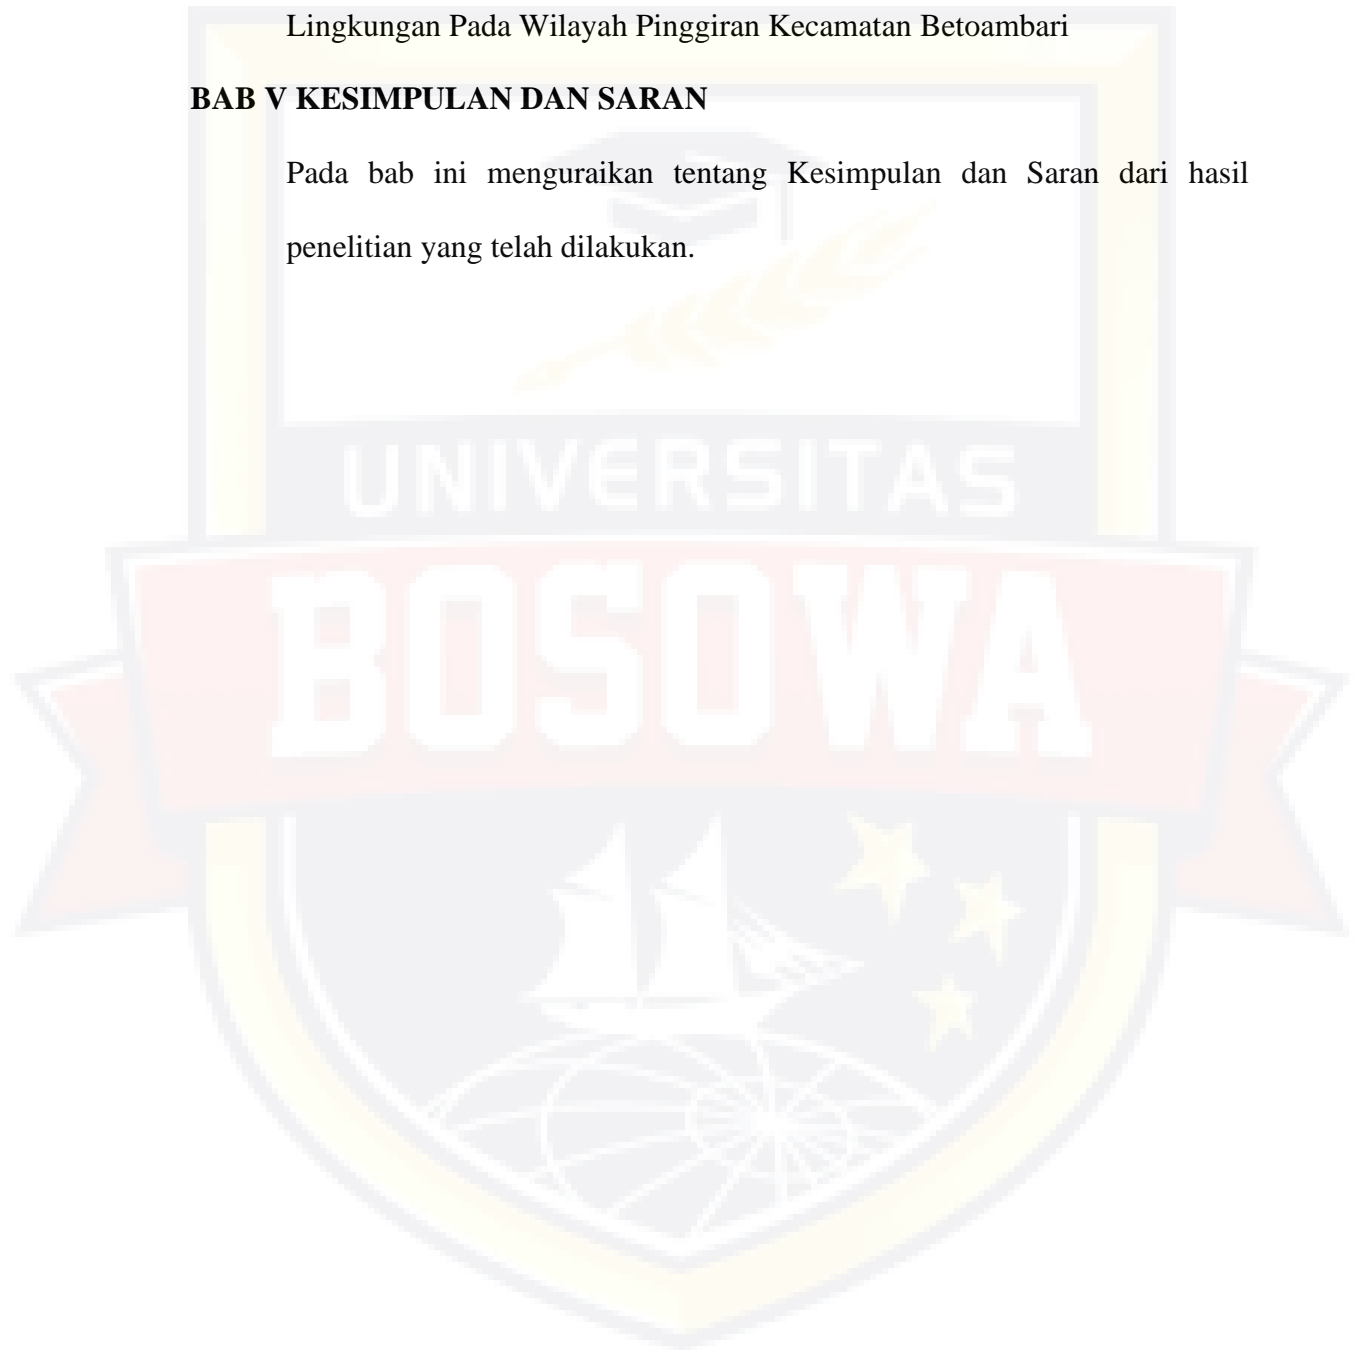 Lingkungan Pada Wilayah Pinggiran Kecamatan Betoambari
BAB V KESIMPULAN DAN SARAN
Pada bab ini menguraikan tentang Kesimpulan dan Saran dari hasil
penelitian yang telah dilakukan.
UNIVERSITAS
BOSOWA